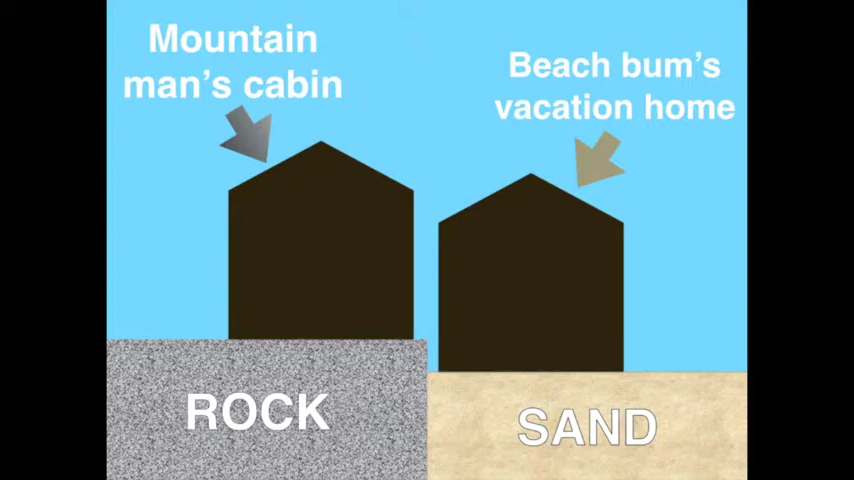 Mountain
man's cabin
Beach bum's
vacation home
ROCK
SAND